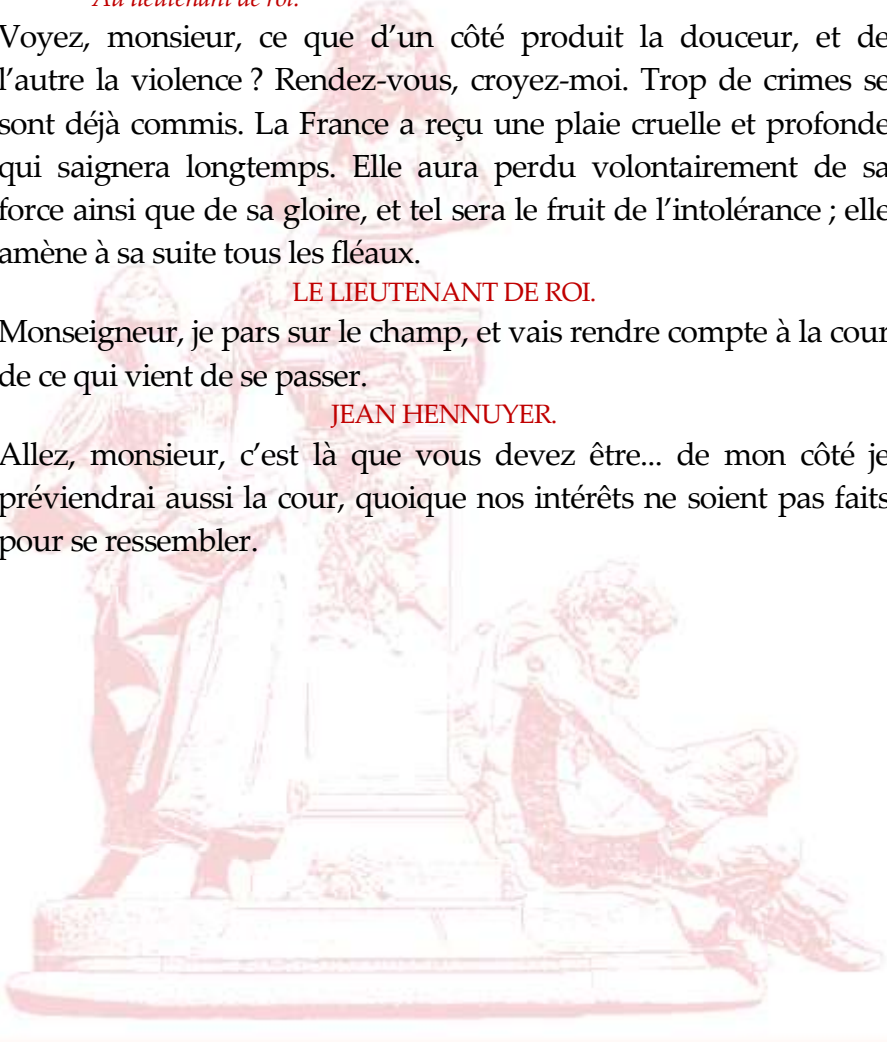 Au lieutenant de roi.
Voyez, monsieur, ce que d’un côté produit la douceur, et de
l’autre la violence ? Rendez-vous, croyez-moi. Trop de crimes se
sont déjà commis. La France a reçu une plaie cruelle et profonde
qui saignera longtemps. Elle aura perdu volontairement de sa
force ainsi que de sa gloire, et tel sera le fruit de l’intolérance ; elle
amène à sa suite tous les fléaux.
LE LIEUTENANT DE ROI.
Monseigneur, je pars sur le champ, et vais rendre compte à la cour
de ce qui vient de se passer.
JEAN HENNUYER.
Allez, monsieur, c’est là que vous devez être... de mon côté je
préviendrai aussi la cour, quoique nos intérêts ne soient pas faits
pour se ressembler.